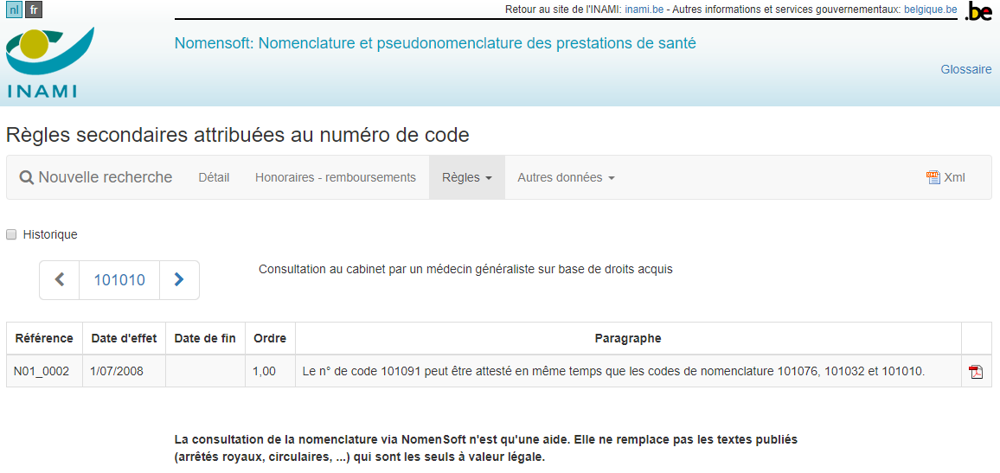 nl fr
Retour au site de l'INAMI: inami.be - Autres informations et services gouvernementaux: belgique.be
.be
Nomensoft: Nomenclature et pseudonomenclature des prestations de santé
Glossaire
INAMI
Règles secondaires attribuées au numéro de code
Nouvelle recherche Détail Honoraires - remboursements Règles Autres données Xml
Historique
101010 Consultation au cabinet par un médecin généraliste sur base de droits acquis
Référence Date d'effet Date de fin Ordre Paragraphe
N01_0002 1/07/2008 1,00 Le n° de code 101091 peut être attesté en même temps que les codes de nomenclature 101076, 101032 et 101010.
La consultation de la nomenclature via NomenSoft n'est qu'une aide. Elle ne remplace pas les textes publiés
(arrêtés royaux, circulaires, ...) qui sont les seuls à valeur légale.